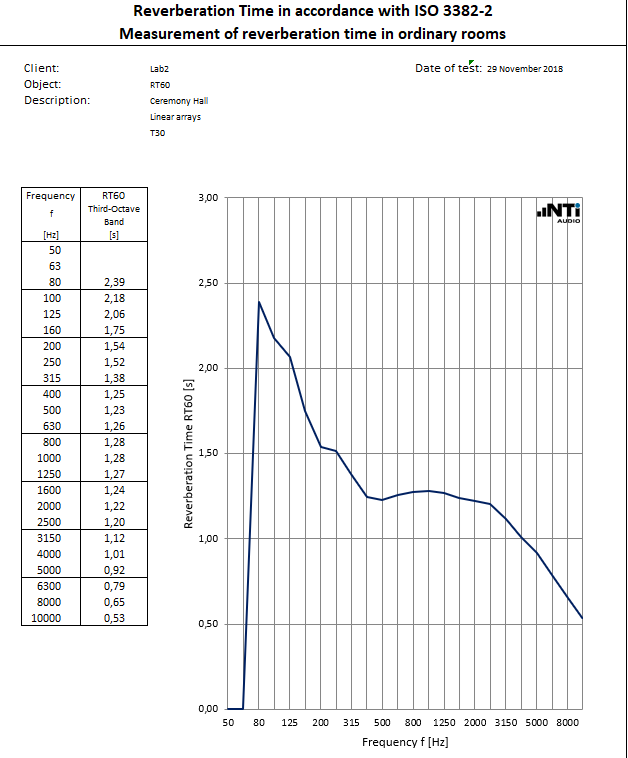 Reverberation Time in accordance with ISO 3382-2
Measurement of reverberation time in ordinary rooms
Client: Lab2 Date of test: 29 November 2018
Object: RT60
Description: Ceremony Hall
Linear arrays
T30
Frequency RT60
f Third-Octave
Band
[Hz] [s]
50
63
80 2,39
100 2,18
125 2,06
160 1,75
200 1,54
250 1,52
315 1,38
400 1,25
500 1,23
630 1,26
800 1,28
1000 1,28
1250 1,27
1600 1,24
2000 1,22
2500 1,20
3150 1,12
4000 1,01
5000 0,92
6300 0,79
8000 0,65
10000 0,53
Reverberation Time RT60 [s]
3,00
2,50
2,00
1,50
1,00
0,50
0,00
NTi
AUDIO
50 80 125 200 315 500 800 1250 2000 3150 5000 8000
Frequency f [Hz]